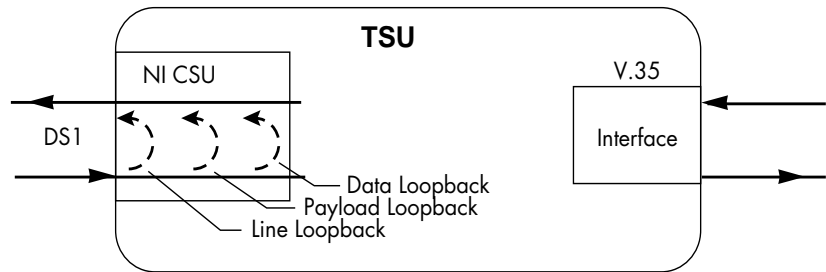 TSU
NI CSU
V.35
DS1
Interface
Data Loopback
Payload Loopback
Line Loopback